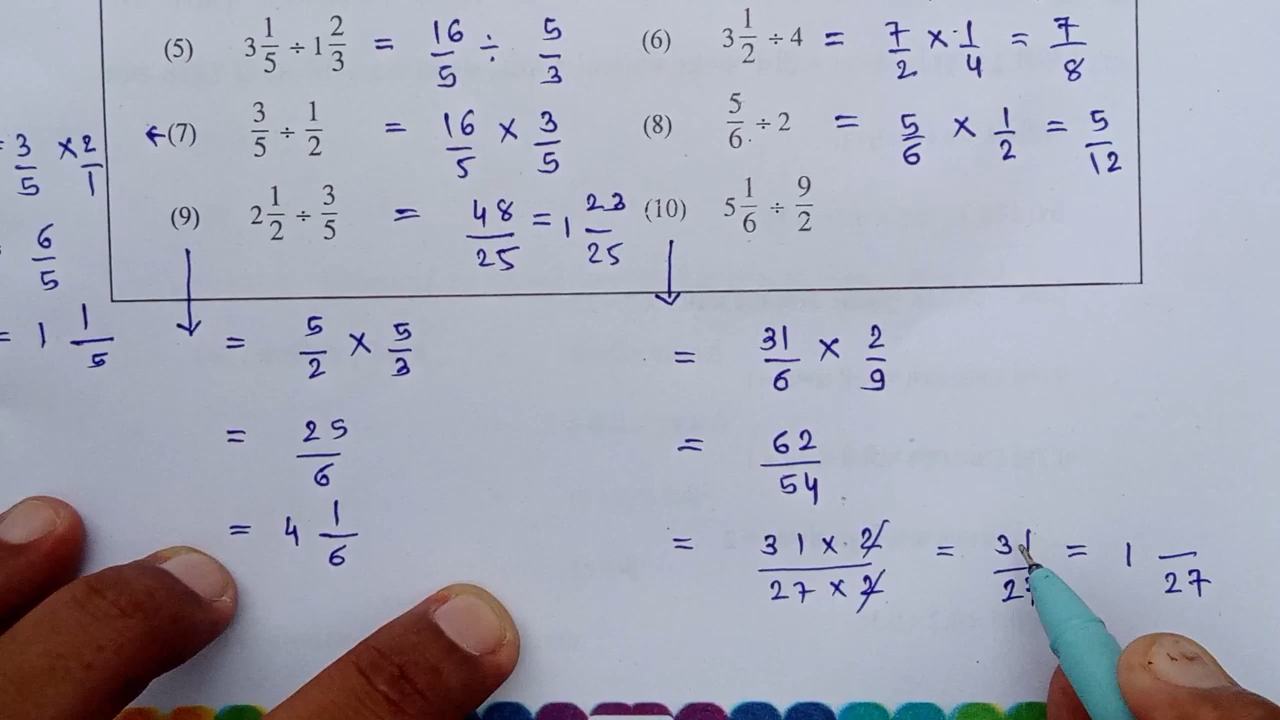 (5) 3 1/5 ÷ 1 2/3 = 16/5 ÷ 5/3
(6) 3 1/2 ÷ 4 = 7/2 × 1/4 = 7/8
← (7) 3/5 ÷ 1/2 = 16/5 × 3/5
(8) 5/6 ÷ 2 = 5/6 × 1/2 = 5/12
= 3/5 × 2/1
(9) 2 1/2 ÷ 3/5 = 48/25 = 1 23/25
(10) 5 1/6 ÷ 9/2
= 6/5
= 1 1/5
= 5/2 × 5/3
= 25/6
= 4 1/6
= 31/6 × 2/9
= 62/54
= 31 × 2/27 × 2 = 31/27 = 1 /27